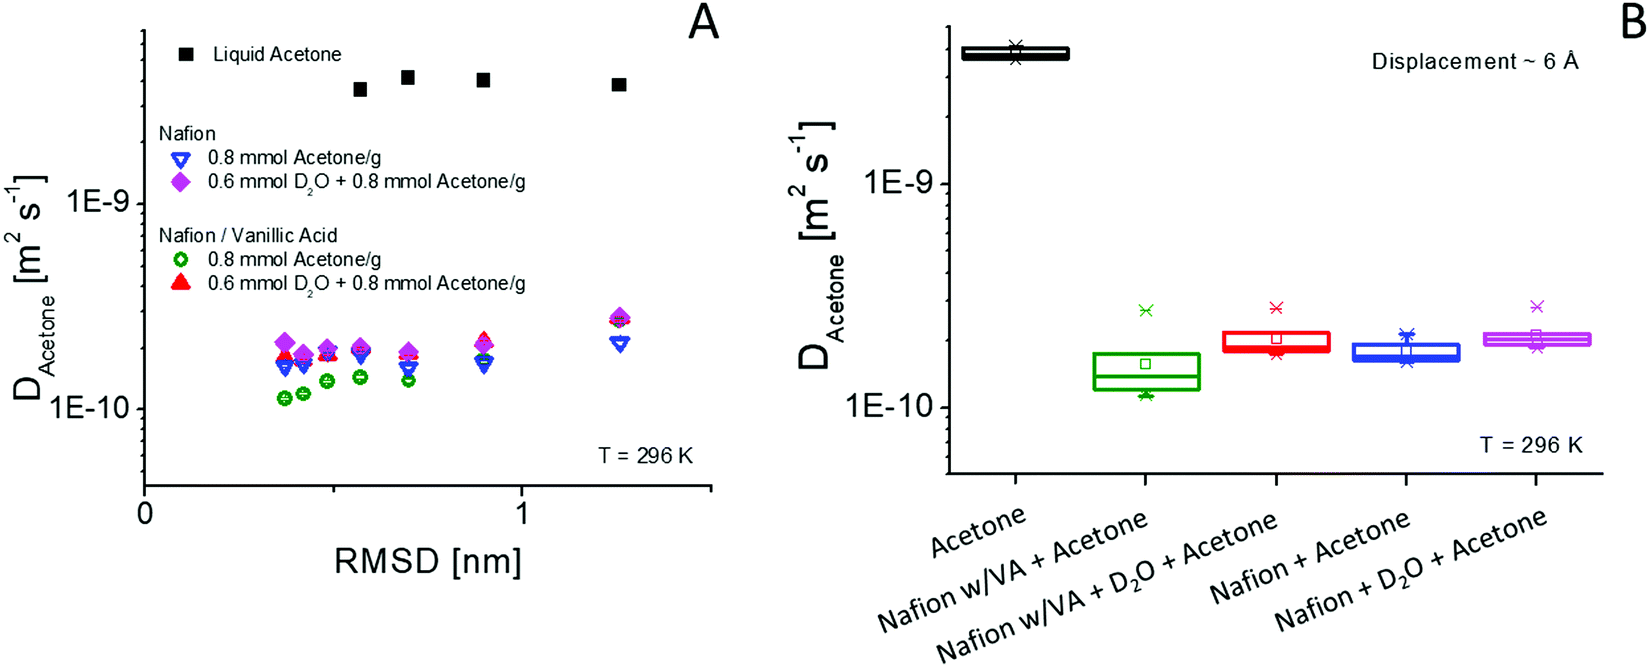 A
Liquid Acetone
Nafion
0.8 mmol Acetone/g
0.6 mmol D₂O + 0.8 mmol Acetone/g
Nafion / Vanillic Acid
0.8 mmol Acetone/g
0.6 mmol D₂O + 0.8 mmol Acetone/g
T = 296 K
D_Acetone [m² s⁻¹]
1E-9
1E-10
0
1
RMSD [nm]
B
Displacement ~ 6 Å
T = 296 K
D_Acetone [m² s⁻¹]
1E-9
1E-10
Acetone
Nafion w/VA + Acetone
Nafion w/VA + D₂O + Acetone
Nafion + Acetone
Nafion + D₂O + Acetone